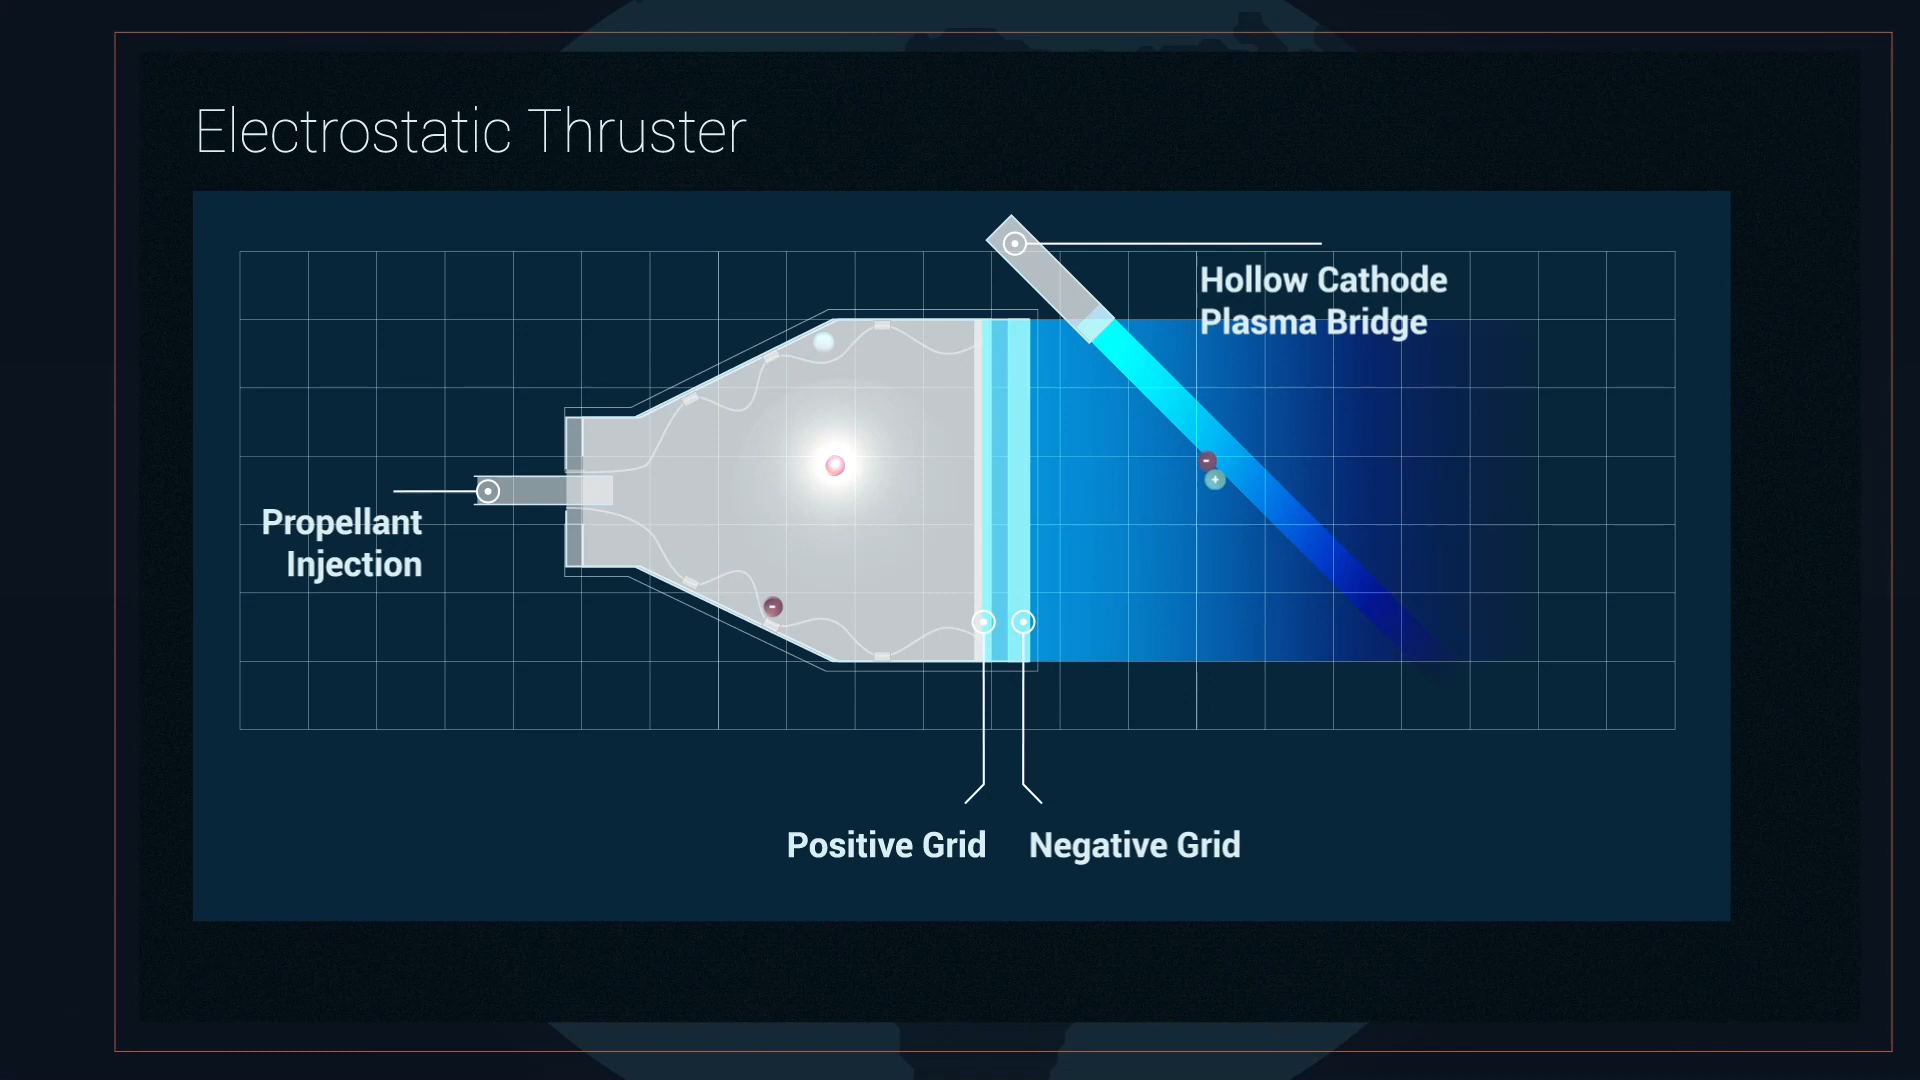 Electrostatic Thruster
Hollow Cathode
Plasma Bridge
-
+
Propellant
Injection
-
Positive Grid
Negative Grid